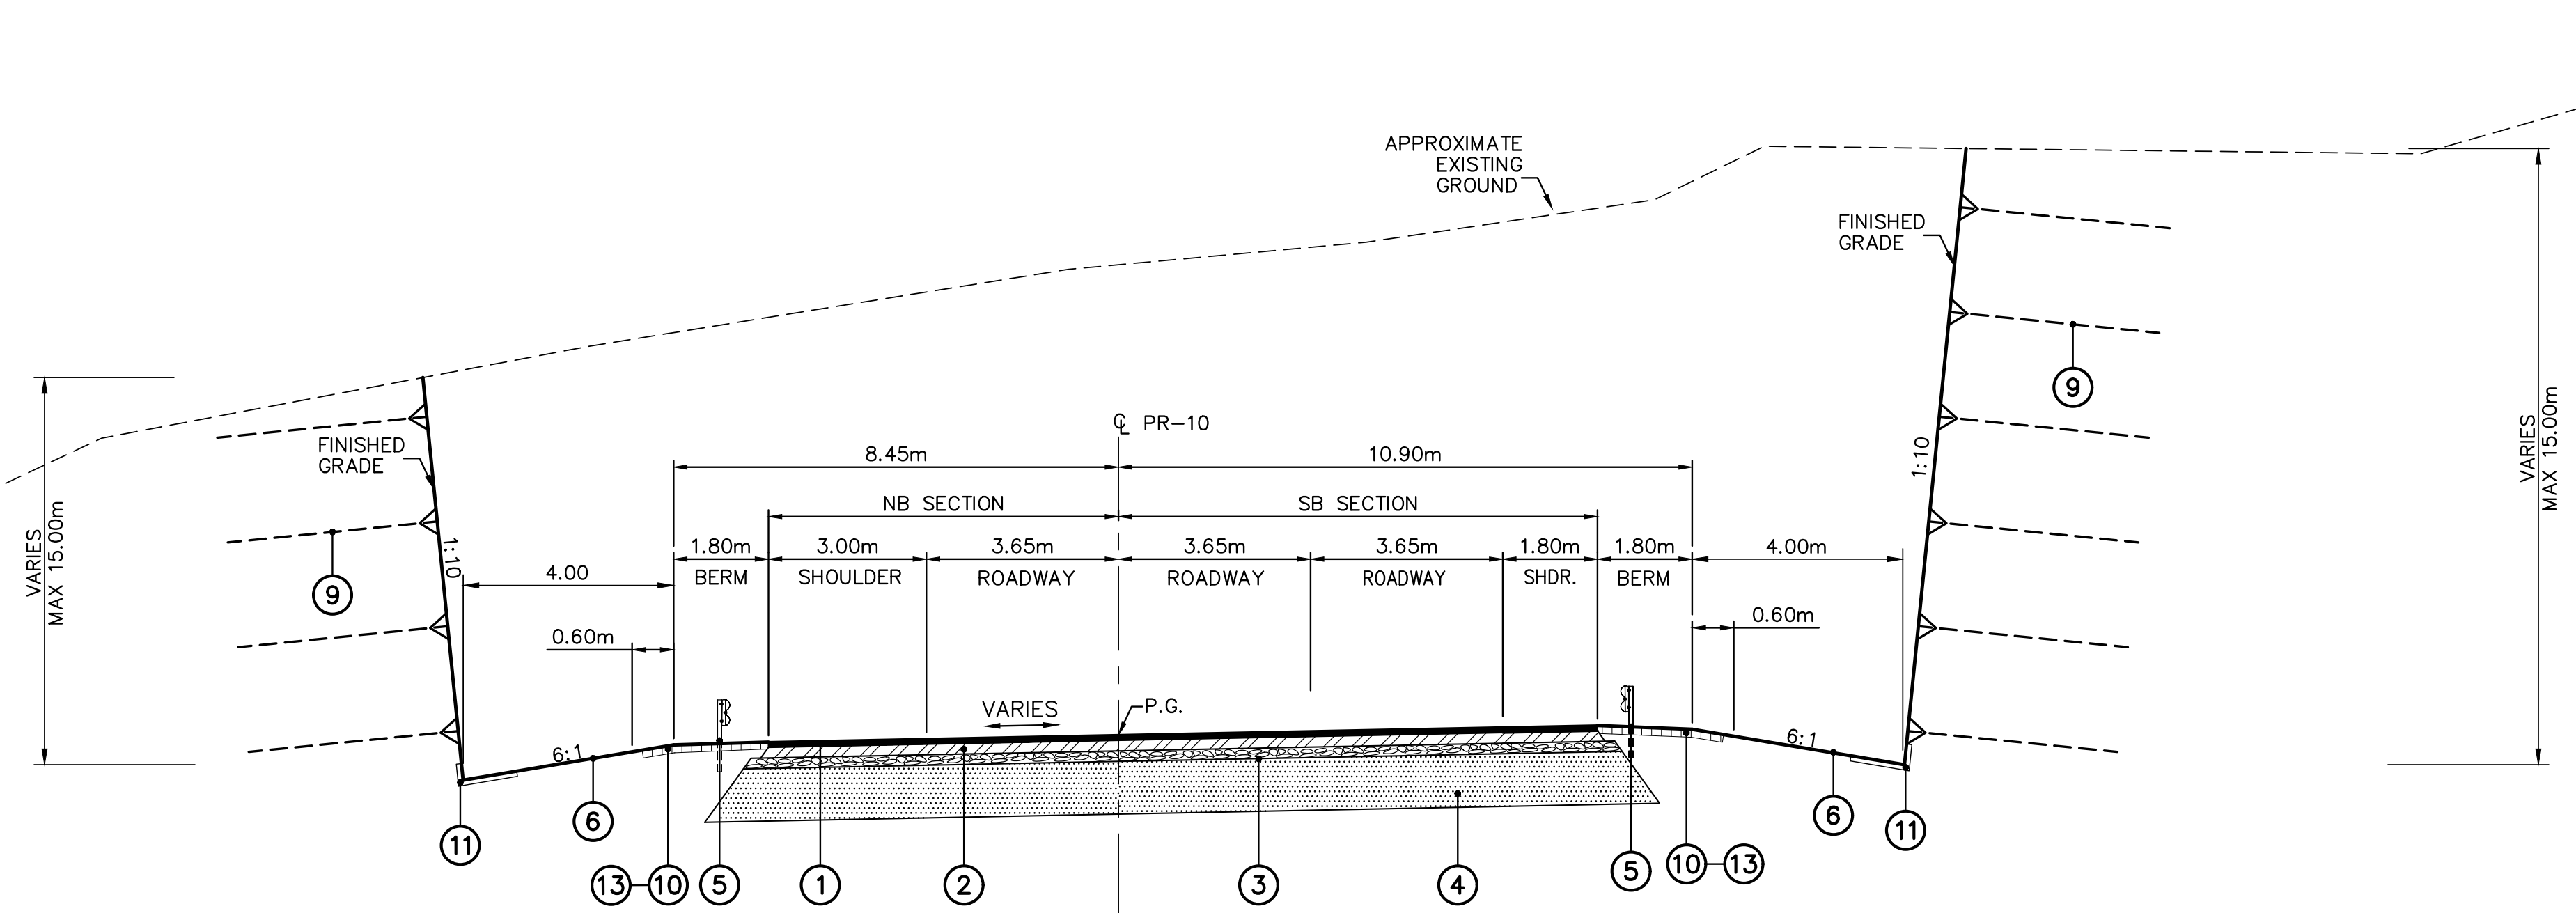 APPROXIMATE
EXISTING
GROUND
FINISHED
GRADE
VARIES
MAX 15.00m
9
1:10
℄ PR-10
8.45m
10.90m
FINISHED
GRADE
VARIES
MAX 15.00m
9
1:10
NB SECTION
SB SECTION
4.00
1.80m
3.00m
3.65m
3.65m
3.65m
1.80m
1.80m
4.00m
BERM
SHOULDER
ROADWAY
ROADWAY
ROADWAY
SHDR.
BERM
0.60m
0.60m
VARIES
P.G.
6:1
6:1
11
6
13
10
5
1
2
3
4
5
10
13
6
11